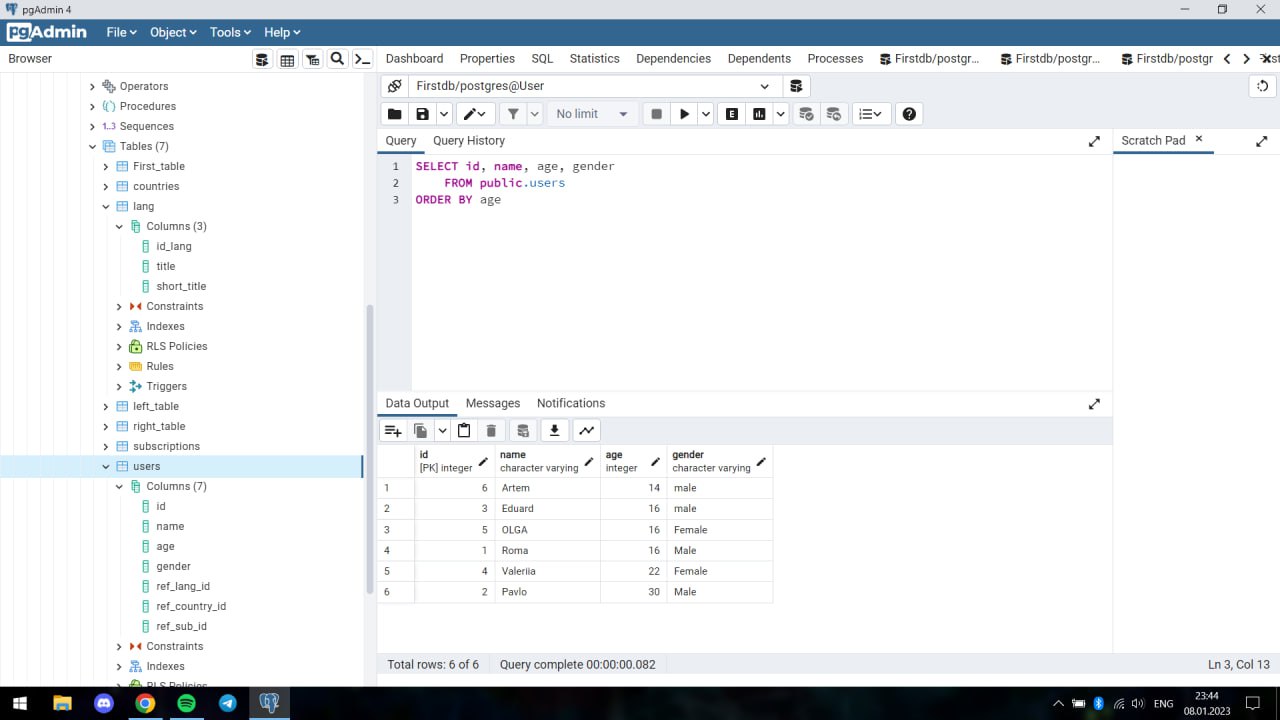 pgAdmin 4
pgAdmin File Object Tools Help
Browser
Dashboard Properties SQL Statistics Dependencies Dependents Processes Firstdb/postgr... Firstdb/postgr... Firstdb/postgr
Firstdb/postgres@User
No limit
E
Query Query History
Scratch Pad
1 SELECT id, name, age, gender
2 FROM public.users
3 ORDER BY age
Operators
Procedures
1..3 Sequences
Tables (7)
First_table
countries
lang
Columns (3)
id_lang
title
short_title
Constraints
Indexes
RLS Policies
Rules
Triggers
left_table
right_table
subscriptions
users
Columns (7)
id
name
age
gender
ref_lang_id
ref_country_id
ref_sub_id
Constraints
Indexes
RLS Policies
Data Output Messages Notifications
id name age gender
[PK] integer character varying integer character varying
1 6 Artem 14 male
2 3 Eduard 16 male
3 5 OLGA 16 Female
4 1 Roma 16 Male
5 4 Valeriia 22 Female
6 2 Pavlo 30 Male
Total rows: 6 of 6 Query complete 00:00:00.082 Ln 3, Col 13
ENG
23:44
08.01.2023